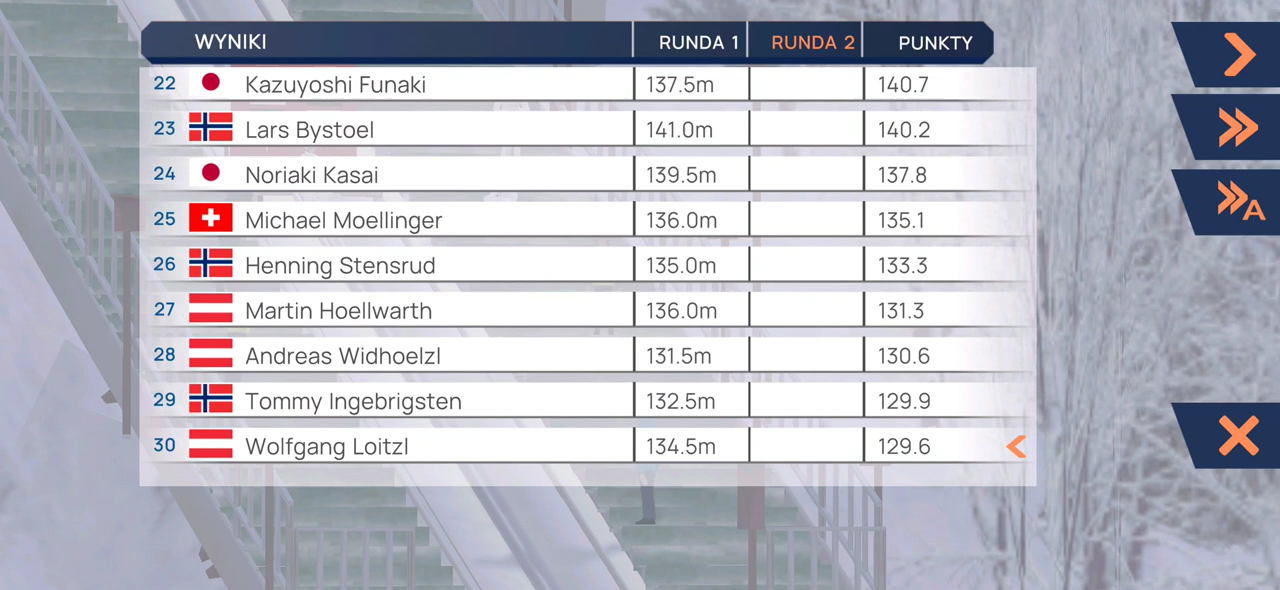 WYNIKI RUNDA 1 RUNDA 2 PUNKTY
22 Kazuyoshi Funaki 137.5m 140.7
23 Lars Bystoel 141.0m 140.2
24 Noriaki Kasai 139.5m 137.8
25 Michael Moellinger 136.0m 135.1
26 Henning Stensrud 135.0m 133.3
27 Martin Hoellwarth 136.0m 131.3
28 Andreas Widhoelzl 131.5m 130.6
29 Tommy Ingebrigsten 132.5m 129.9
30 Wolfgang Loitzl 134.5m 129.6
A